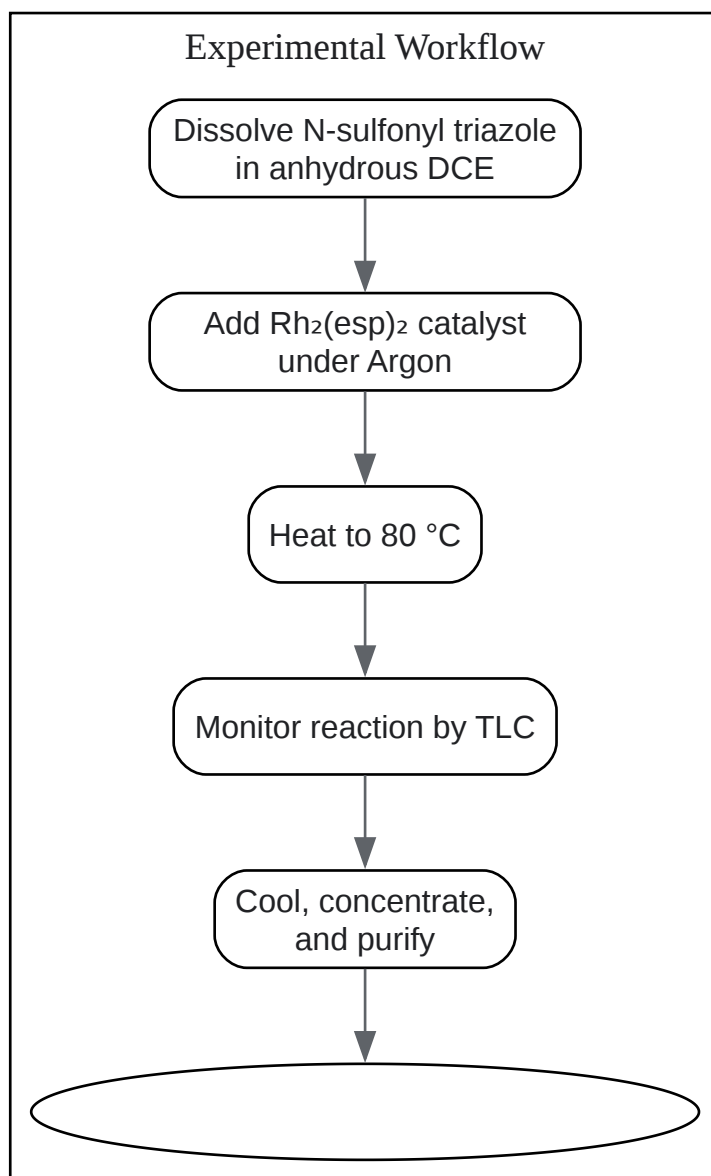 Experimental Workflow
Dissolve N-sulfonyl triazole
in anhydrous DCE
Add Rh₂(esp)₂ catalyst
under Argon
Heat to 80 °C
Monitor reaction by TLC
Cool, concentrate,
and purify